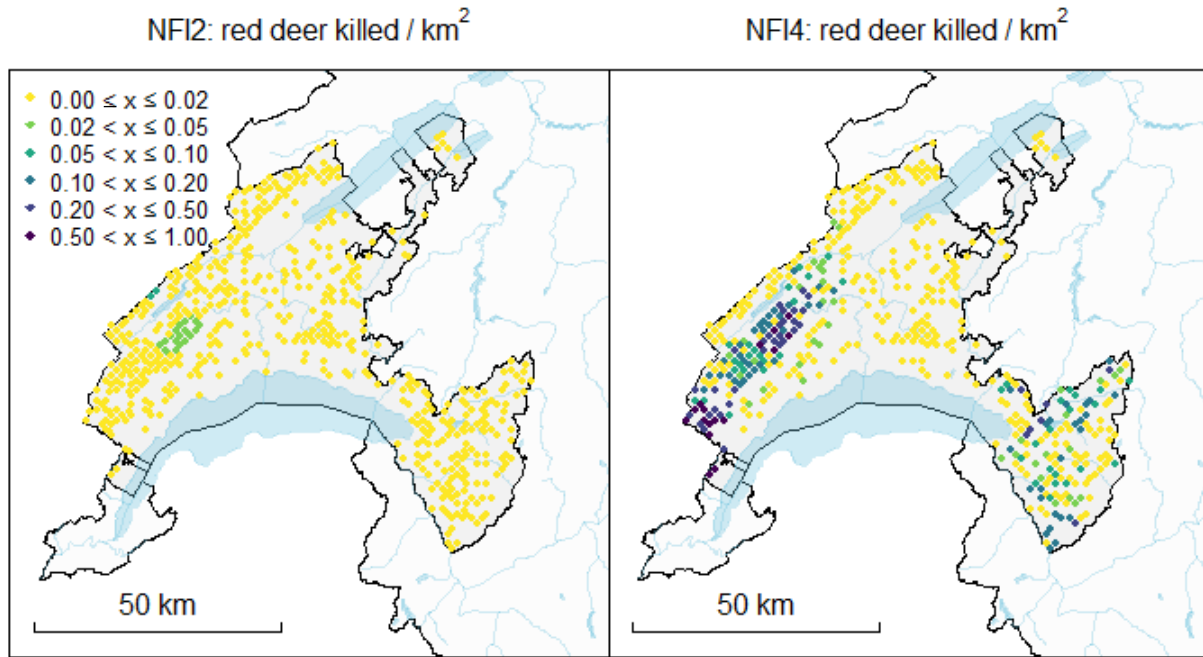 NFI2: red deer killed / km²
NFI4: red deer killed / km²
0.00 ≤ x ≤ 0.02
0.02 < x ≤ 0.05
0.05 < x ≤ 0.10
0.10 < x ≤ 0.20
0.20 < x ≤ 0.50
0.50 < x ≤ 1.00
50 km
50 km